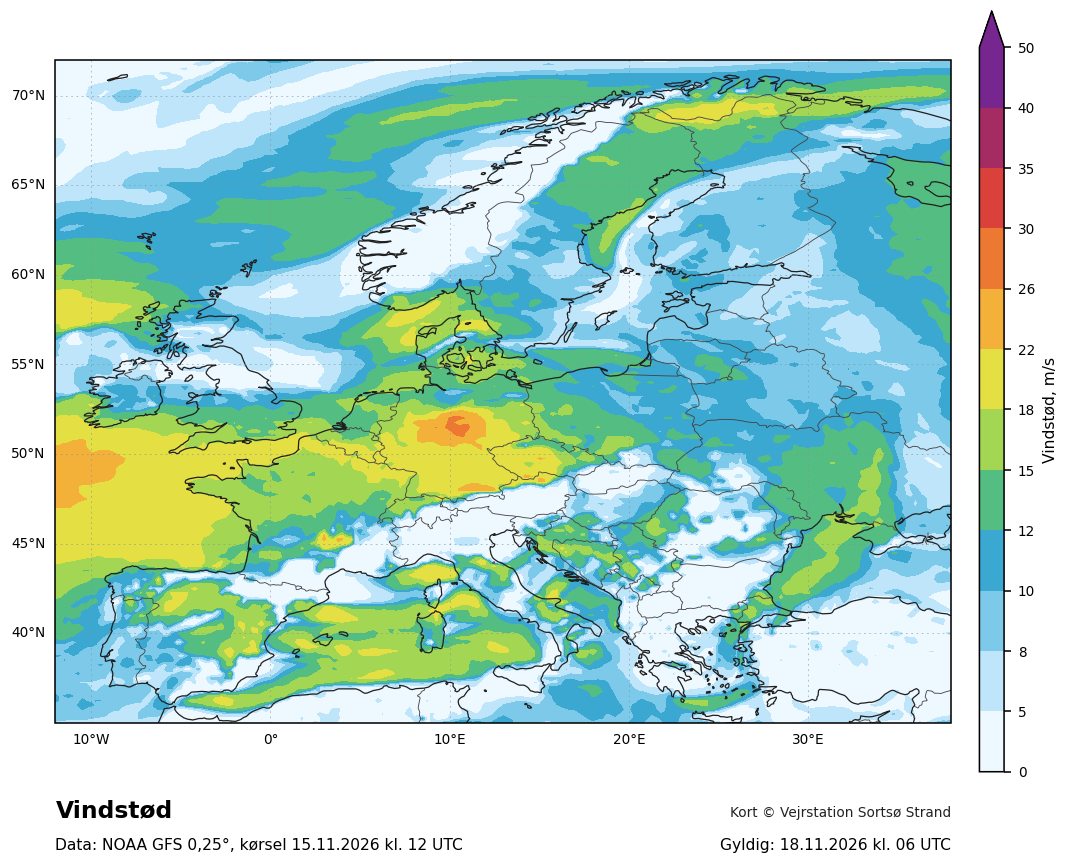 50
40
35
30
26
22
18
15
12
10
8
5
0
Vindstød, m/s
70°N
65°N
60°N
55°N
50°N
45°N
40°N
10°W
0°
10°E
20°E
30°E
Vindstød
Kort © Vejrstation Sortsø Strand
Data: NOAA GFS 0,25°, kørsel 15.11.2026 kl. 12 UTC
Gyldig: 18.11.2026 kl. 06 UTC